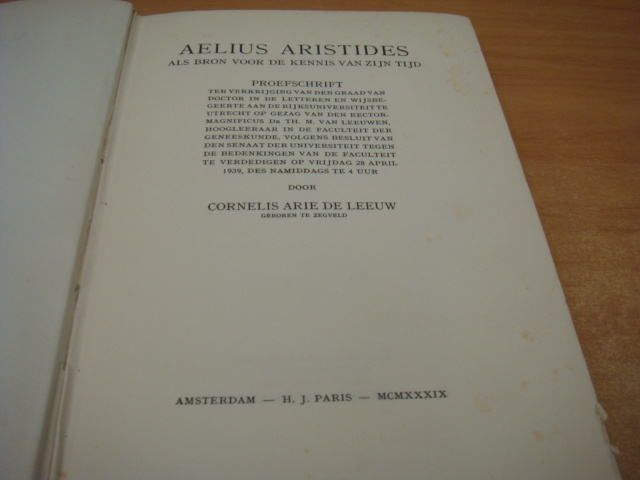 AELIUS ARISTIDES
ALS BRON VOOR DE KENNIS VAN ZIJN TIJD
PROEFSCHRIFT
TER VERKRIJGING VAN DEN GRAAD VAN
DOCTOR IN DE LETTEREN EN WIJSBE-
GEERTE AAN DE RIJKSUNIVERSITEIT TE
UTRECHT OP GEZAG VAN DEN RECTOR-
MAGNIFICUS DR TH. M. VAN LEEUWEN,
HOOGLEERAAR IN DE FACULTEIT DER
GENEESKUNDE, VOLGENS BESLUIT VAN
DEN SENAAT DER UNIVERSITEIT TEGEN
DE BEDENKINGEN VAN DE FACULTEIT
TE VERDEDIGEN OP VRIJDAG 28 APRIL
1939, DES NAMIDDAGS TE 4 UUR
DOOR
CORNELIS ARIE DE LEEUW
GEBOREN TE ZEGVELD
AMSTERDAM — H. J. PARIS — MCMXXXIX